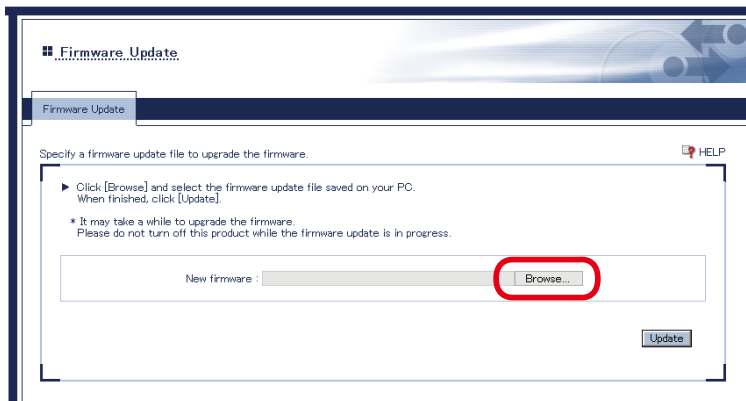 Firmware Update
Firmware Update
Specify a firmware update file to upgrade the firmware.
HELP
Click [Browse] and select the firmware update file saved on your PC.
When finished, click [Update].
* It may take a while to upgrade the firmware.
Please do not turn off this product while the firmware update is in progress.
New firmware : Browse...
Update